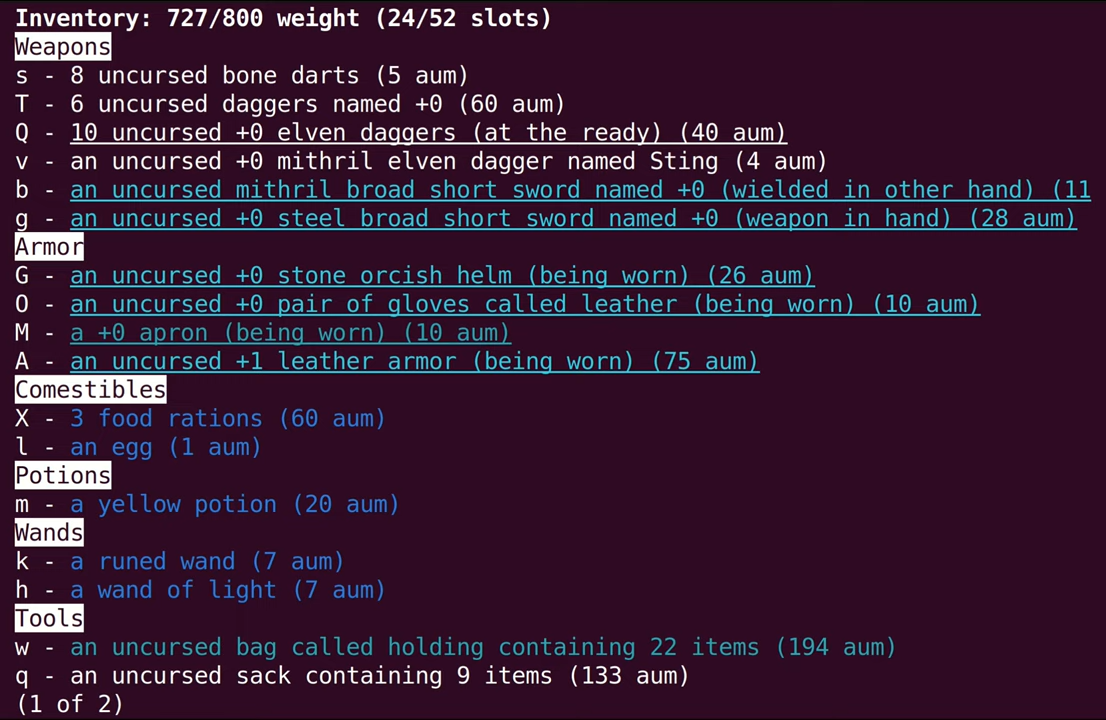 Inventory: 727/800 weight (24/52 slots)
Weapons
s - 8 uncursed bone darts (5 aum)
T - 6 uncursed daggers named +0 (60 aum)
Q - 10 uncursed +0 elven daggers (at the ready) (40 aum)
v - an uncursed +0 mithril elven dagger named Sting (4 aum)
b - an uncursed mithril broad short sword named +0 (wielded in other hand) (11
g - an uncursed +0 steel broad short sword named +0 (weapon in hand) (28 aum)
Armor
G - an uncursed +0 stone orcish helm (being worn) (26 aum)
O - an uncursed +0 pair of gloves called leather (being worn) (10 aum)
M - a +0 apron (being worn) (10 aum)
A - an uncursed +1 leather armor (being worn) (75 aum)
Comestibles
X - 3 food rations (60 aum)
l - an egg (1 aum)
Potions
m - a yellow potion (20 aum)
Wands
k - a runed wand (7 aum)
h - a wand of light (7 aum)
Tools
w - an uncursed bag called holding containing 22 items (194 aum)
q - an uncursed sack containing 9 items (133 aum)
(1 of 2)